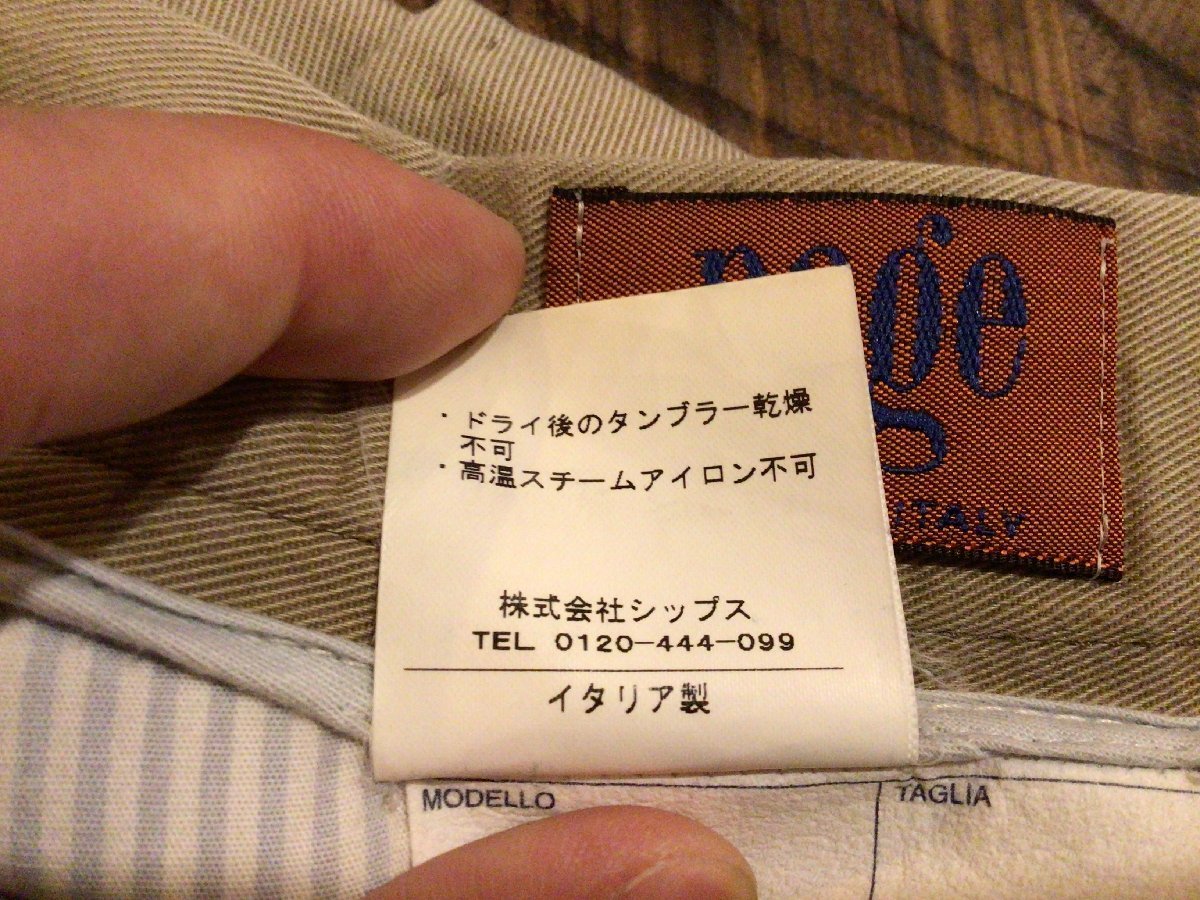 ・ドライ後のタンブラー乾燥
不可
・高温スチームアイロン不可
株式会社シップス
TEL 0120-444-099
イタリア製
ITALY
MODELLO
TAGLIA